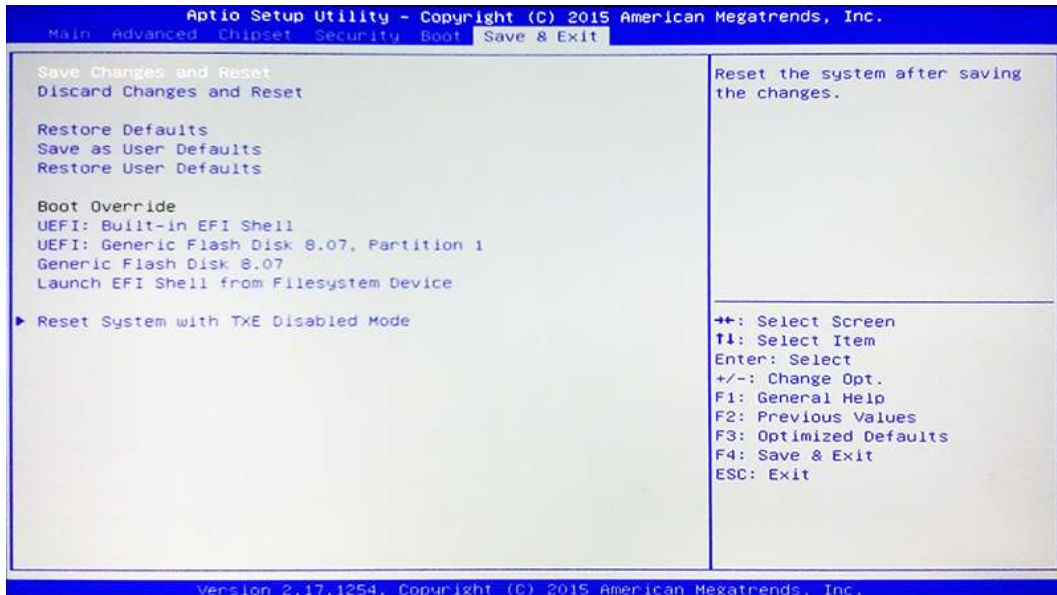 Aptio Setup Utility - Copyright (C) 2015 American Megatrends, Inc.
Main Advanced Chipset Security Boot Save & Exit
Save Changes and Reset
Discard Changes and Reset
Restore Defaults
Save as User Defaults
Restore User Defaults
Boot Override
UEFI: Built-in EFI Shell
UEFI: Generic Flash Disk 8.07, Partition 1
Generic Flash Disk 8.07
Launch EFI Shell from Filesystem Device
► Reset System with TXE Disabled Mode
Reset the system after saving
the changes.
→←: Select Screen
↑↓: Select Item
Enter: Select
+/-: Change Opt.
F1: General Help
F2: Previous Values
F3: Optimized Defaults
F4: Save & Exit
ESC: Exit
Version 2.17.1254. Copyright (C) 2015 American Megatrends, Inc.